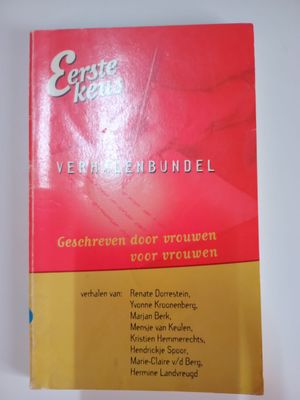 Eerste
keus
VERHALENBUNDEL
Geschreven door vrouwen
voor vrouwen
verhalen van: Renate Dorrestein,
Yvonne Kroonenberg,
Marjan Berk,
Mensje van Keulen,
Kristien Hemmerechts,
Hendrickje Spoor,
Marie-Claire v/d Berg,
Hermine Landvreugd